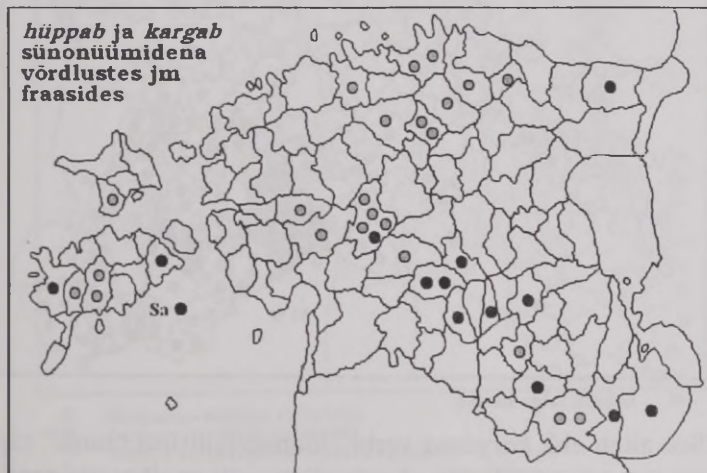 hüppab ja kargab
sünonüümidena
võrdlustes jm
fraasides
Sa